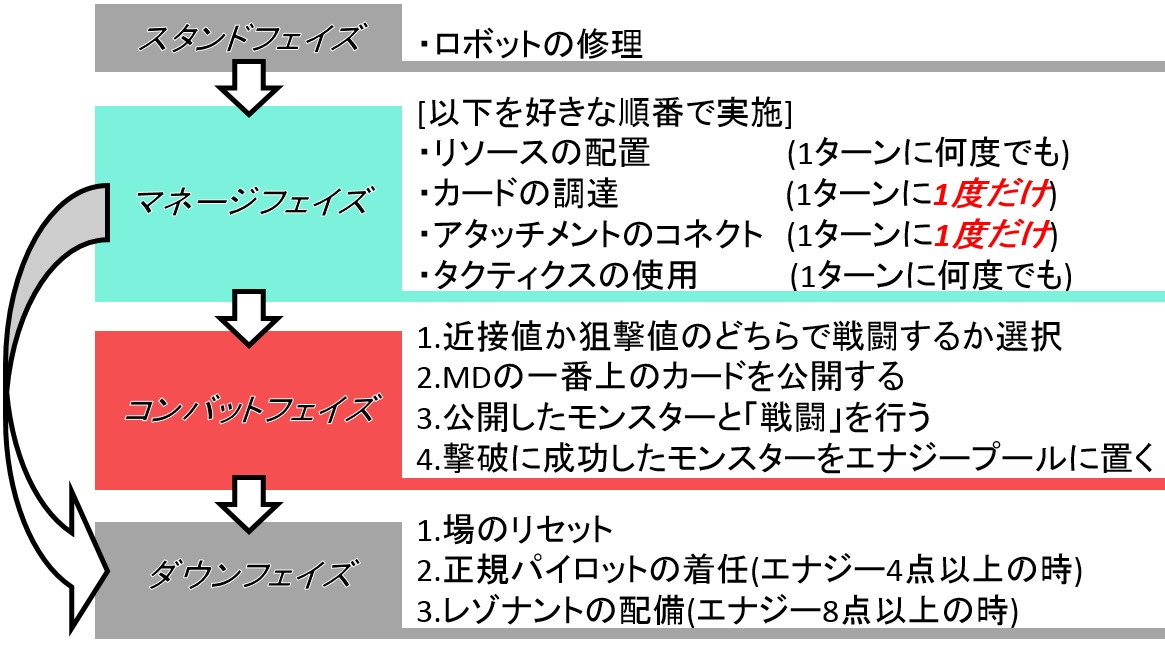 スタンドフェイズ
・ロボットの修理
マネージフェイズ
[以下を好きな順番で実施]
・リソースの配置 (1ターンに何度でも)
・カードの調達 (1ターンに1度だけ)
・アタッチメントのコネクト (1ターンに1度だけ)
・タクティクスの使用 (1ターンに何度でも)
コンバットフェイズ
1.近接値か狙撃値のどちらで戦闘するか選択
2.MDの一番上のカードを公開する
3.公開したモンスターと「戦闘」を行う
4.撃破に成功したモンスターをエナジープールに置く
ダウンフェイズ
1.場のリセット
2.正規パイロットの着任(エナジー4点以上の時)
3.レゾナントの配備(エナジー8点以上の時)